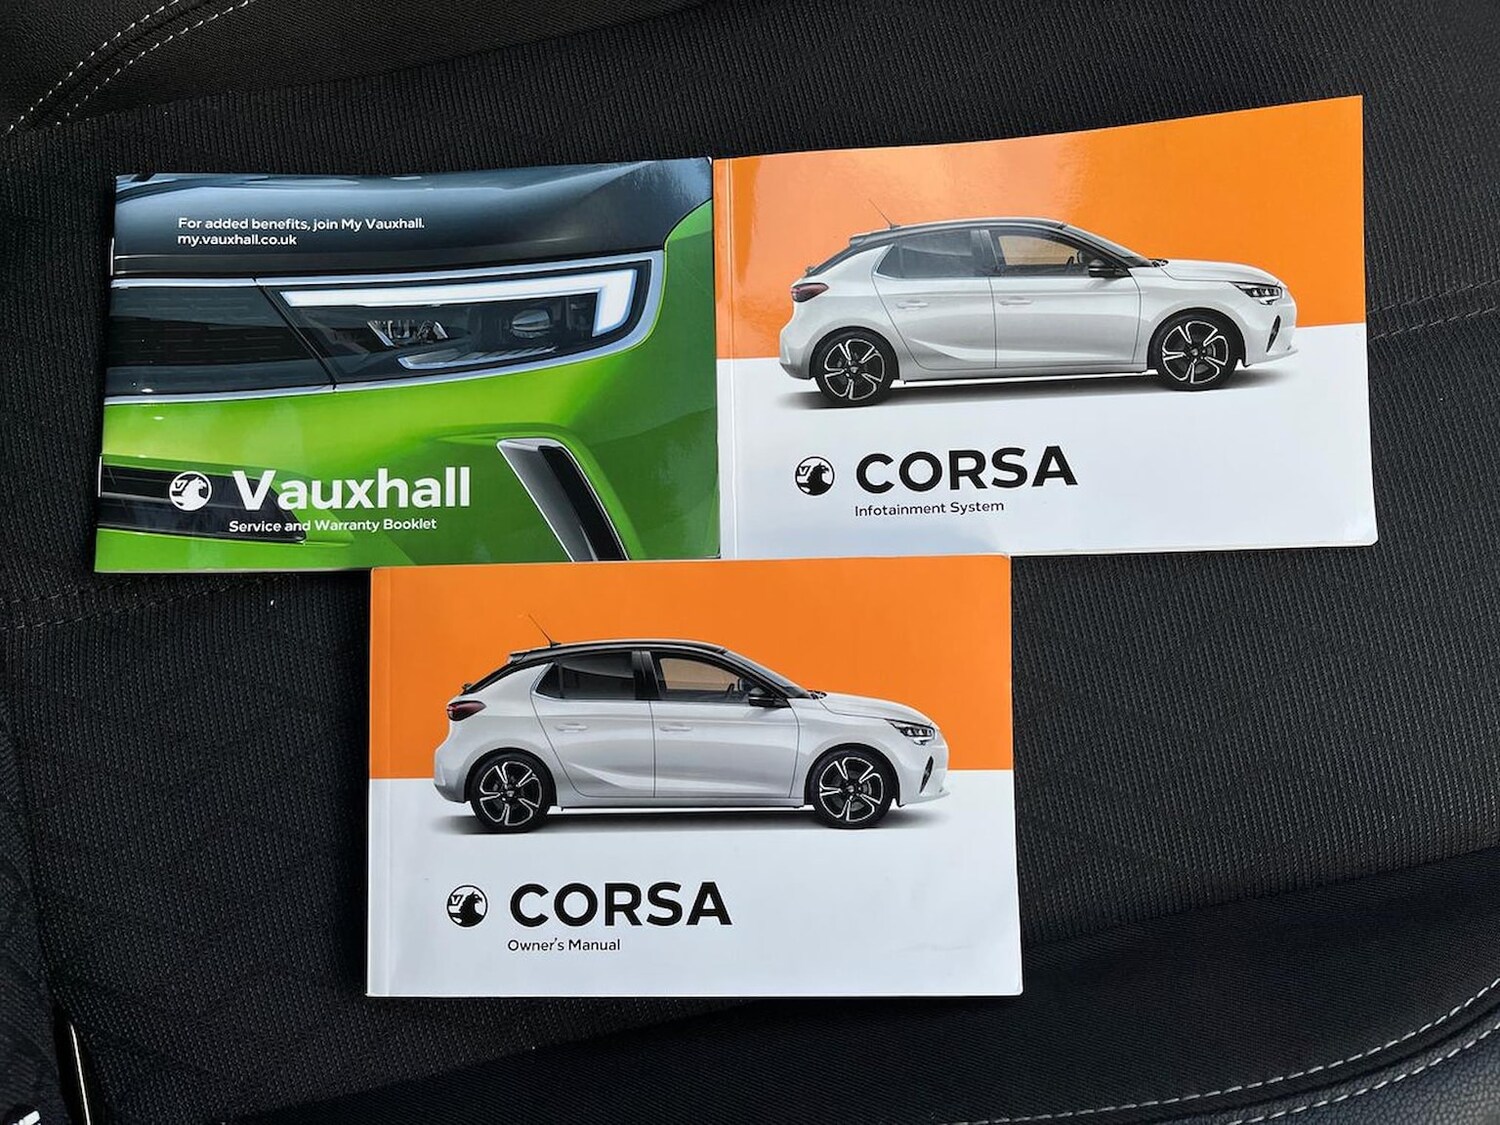 For added benefits, join My Vauxhall.
my.vauxhall.co.uk
Vauxhall
Service and Warranty Booklet
CORSA
Infotainment System
CORSA
Owner's Manual